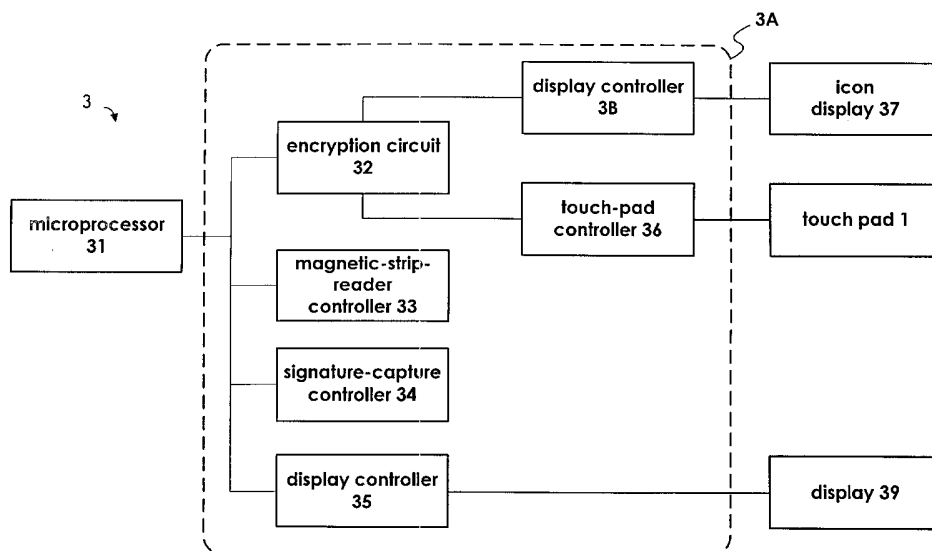 3A
3
display controller
3B
icon
display 37
encryption circuit
32
microprocessor
31
touch-pad
controller 36
touch pad 1
magnetic-strip-
reader
controller 33
signature-capture
controller 34
display controller
35
display 39